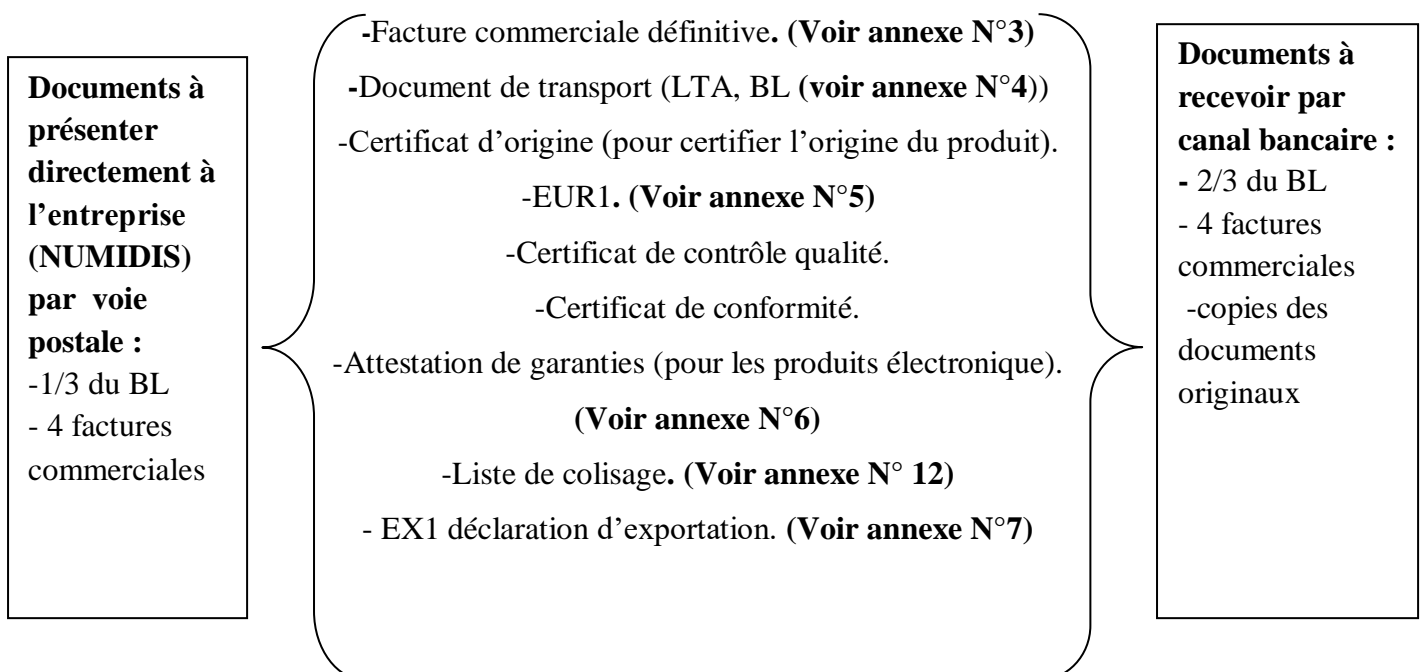 Documents à
présenter
directement à
l’entreprise
(NUMIDIS)
par voie
postale :
-1/3 du BL
- 4 factures
commerciales
-Facture commerciale définitive. (Voir annexe N°3)
-Document de transport (LTA, BL (voir annexe N°4))
-Certificat d’origine (pour certifier l’origine du produit).
-EUR1. (Voir annexe N°5)
-Certificat de contrôle qualité.
-Certificat de conformité.
-Attestation de garanties (pour les produits électronique).
(Voir annexe N°6)
-Liste de colisage. (Voir annexe N° 12)
- EX1 déclaration d’exportation. (Voir annexe N°7)
Documents à
recevoir par
canal bancaire :
- 2/3 du BL
- 4 factures
commerciales
-copies des
documents
originaux